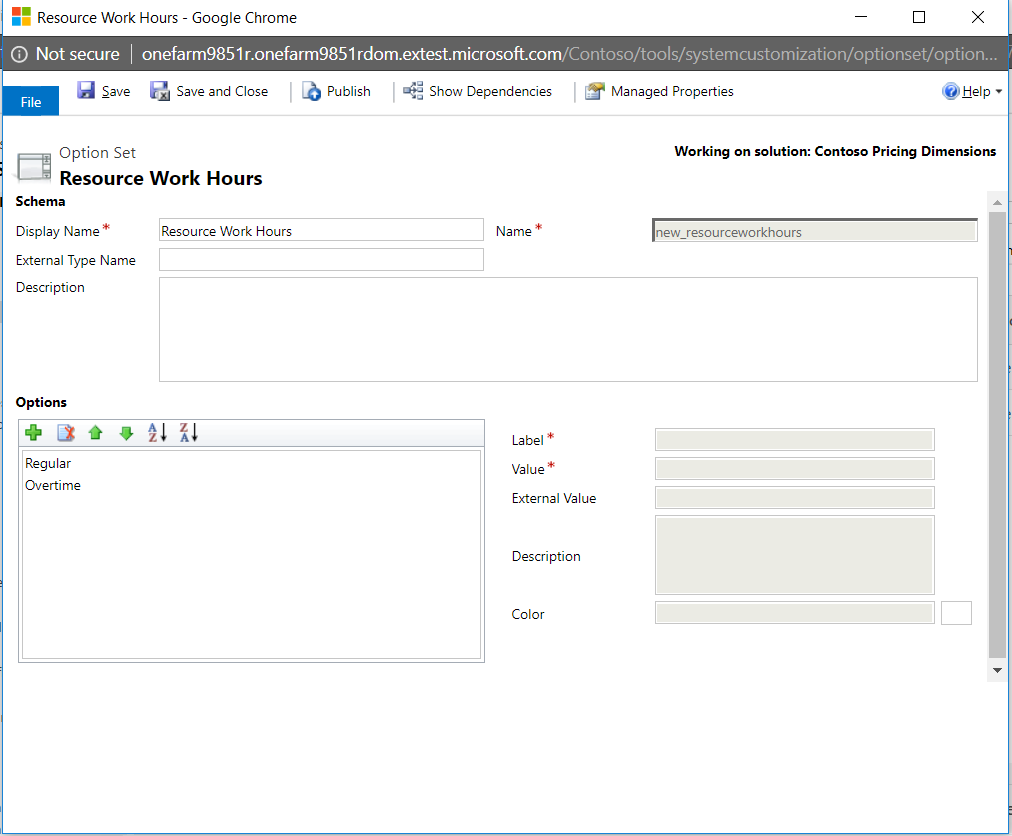 Resource Work Hours - Google Chrome
Not secure | onefarm9851r.onefarm9851rdom.extest.microsoft.com/Contoso/tools/systemcustomization/optionset/option...
File Save Save and Close Publish Show Dependencies Managed Properties Help
Option Set
Working on solution: Contoso Pricing Dimensions
Resource Work Hours
Schema
Display Name* Resource Work Hours Name* new_resourceworkhours
External Type Name
Description
Options
Regular
Overtime
Label*
Value*
External Value
Description
Color